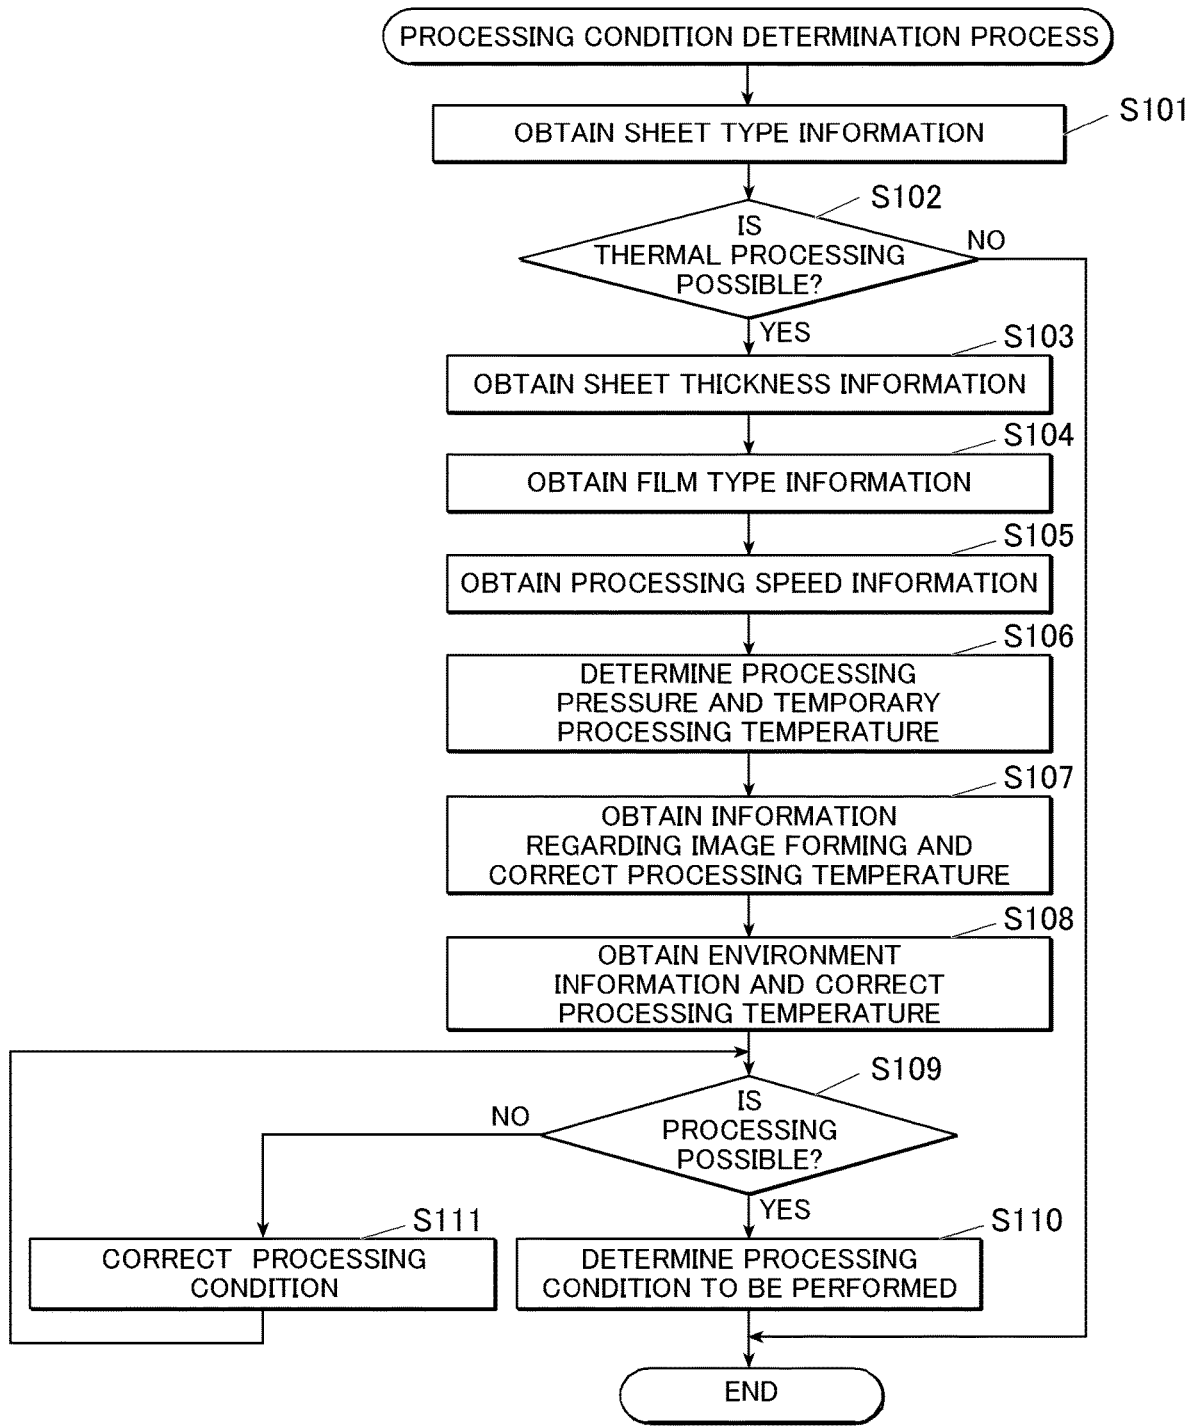 PROCESSING CONDITION DETERMINATION PROCESS
S101
OBTAIN SHEET TYPE INFORMATION
S102
IS
THERMAL PROCESSING
POSSIBLE?
NO
YES
S103
OBTAIN SHEET THICKNESS INFORMATION
S104
OBTAIN FILM TYPE INFORMATION
S105
OBTAIN PROCESSING SPEED INFORMATION
S106
DETERMINE PROCESSING
PRESSURE AND TEMPORARY
PROCESSING TEMPERATURE
S107
OBTAIN INFORMATION
REGARDING IMAGE FORMING AND
CORRECT PROCESSING TEMPERATURE
S108
OBTAIN ENVIRONMENT
INFORMATION AND CORRECT
PROCESSING TEMPERATURE
S109
IS
PROCESSING
POSSIBLE?
NO
YES
S111
CORRECT PROCESSING
CONDITION
S110
DETERMINE PROCESSING
CONDITION TO BE PERFORMED
END